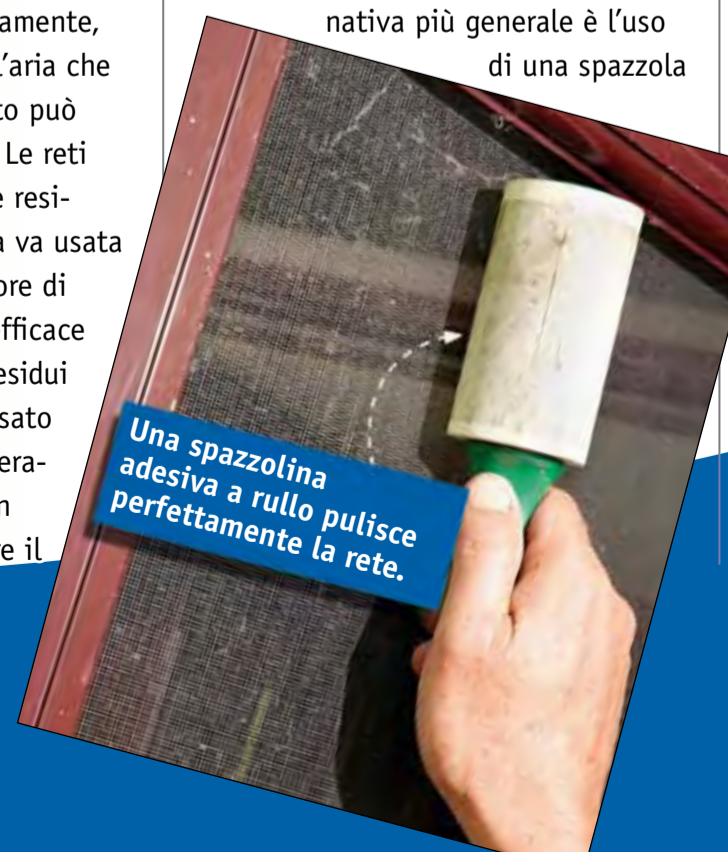 amente,
l’aria che
to può
Le reti
e resi-
a va usata
ore di
efficace
esidui
sato
era-
n
e il
nativa più generale è l’uso
di una spazzola
Una spazzolina
adesiva a rullo pulisce
perfettamente la rete.